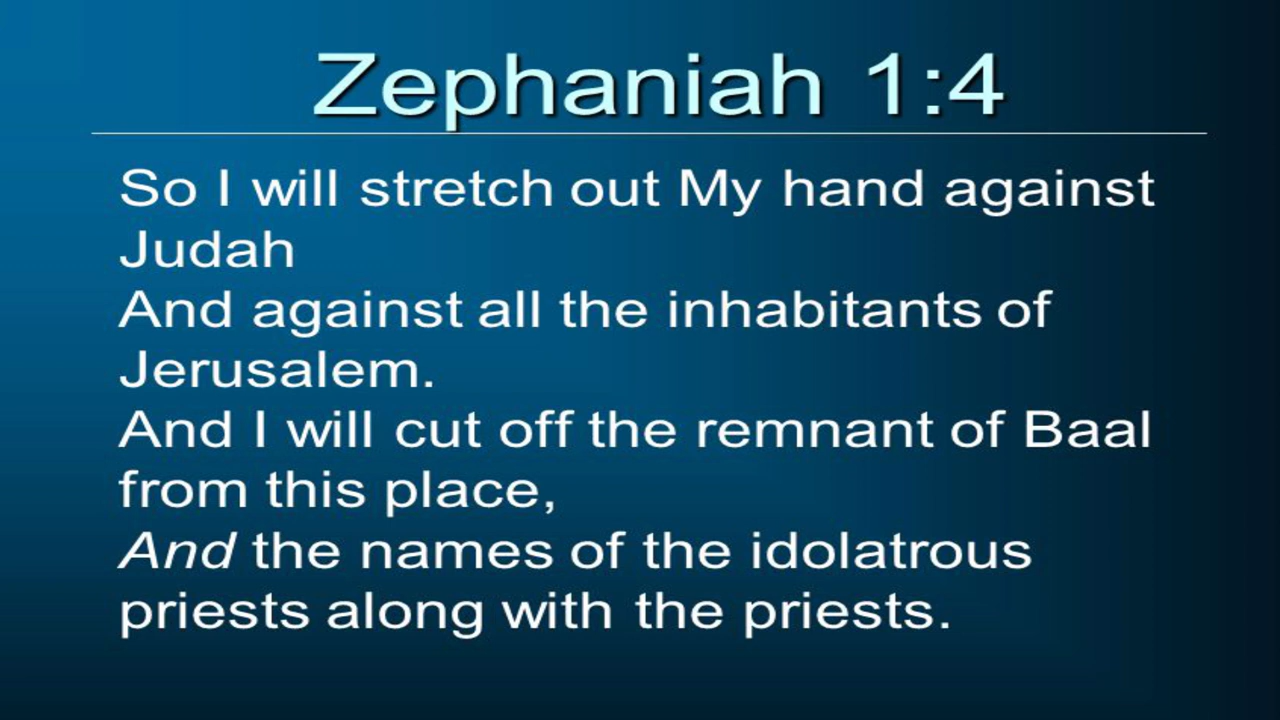 Zephaniah 1:4
So I will stretch out My hand against
Judah
And against all the inhabitants of
Jerusalem.
And I will cut off the remnant of Baal
from this place,
And the names of the idolatrous
priests along with the priests.